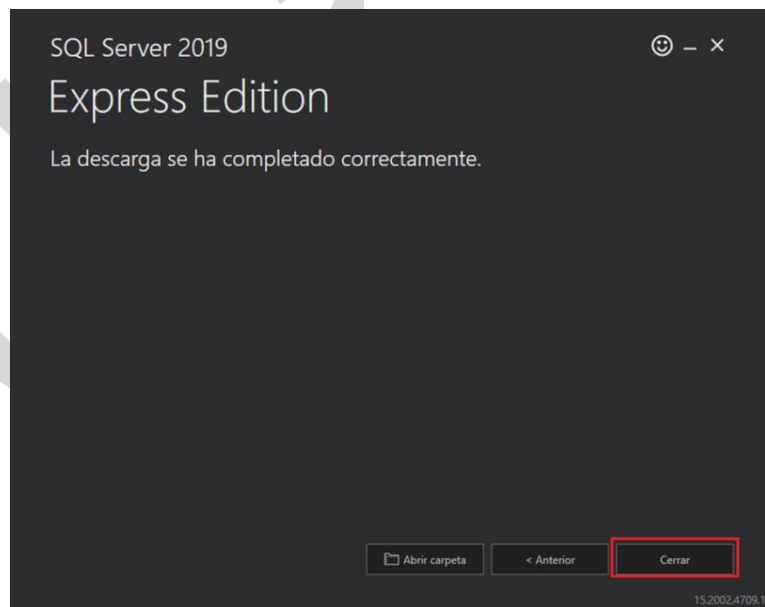 SQL Server 2019
Express Edition
La descarga se ha completado correctamente.
Abrir carpeta
< Anterior
Cerrar
15.2002.4709.1